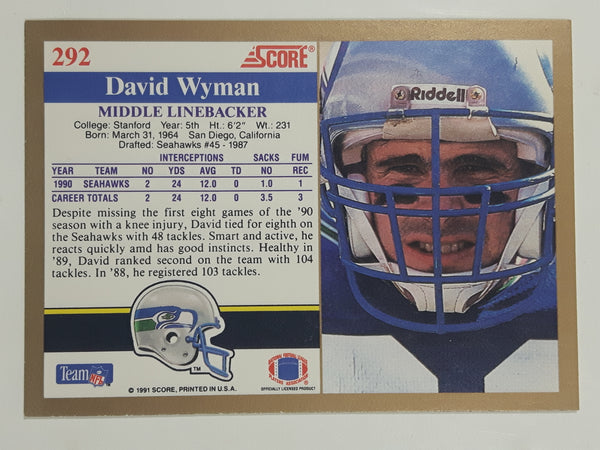 292
SCORE®
David Wyman
MIDDLE LINEBACKER
College: Stanford Year: 5th Ht.: 6'2" Wt.: 231
Born: March 31, 1964 San Diego, California
Drafted: Seahawks #45 - 1987
INTERCEPTIONS SACKS FUM
YEAR TEAM NO YDS AVG TD NO REC
1990 SEAHAWKS 2 24 12.0 0 1.0 1
CAREER TOTALS 2 24 12.0 0 3.5 3
Despite missing the first eight games of the '90
season with a knee injury, David tied for eighth on
the Seahawks with 48 tackles. Smart and active, he
reacts quickly amd has good instincts. Healthy in
'89, David ranked second on the team with 104
tackles. In '88, he registered 103 tackles.
Riddell
TM
Team NFL
© 1991 SCORE, PRINTED IN U.S.A.
NATIONAL FOOTBALL LEAGUE
PLAYERS ASSOCIATION
OFFICIALLY LICENSED PRODUCT